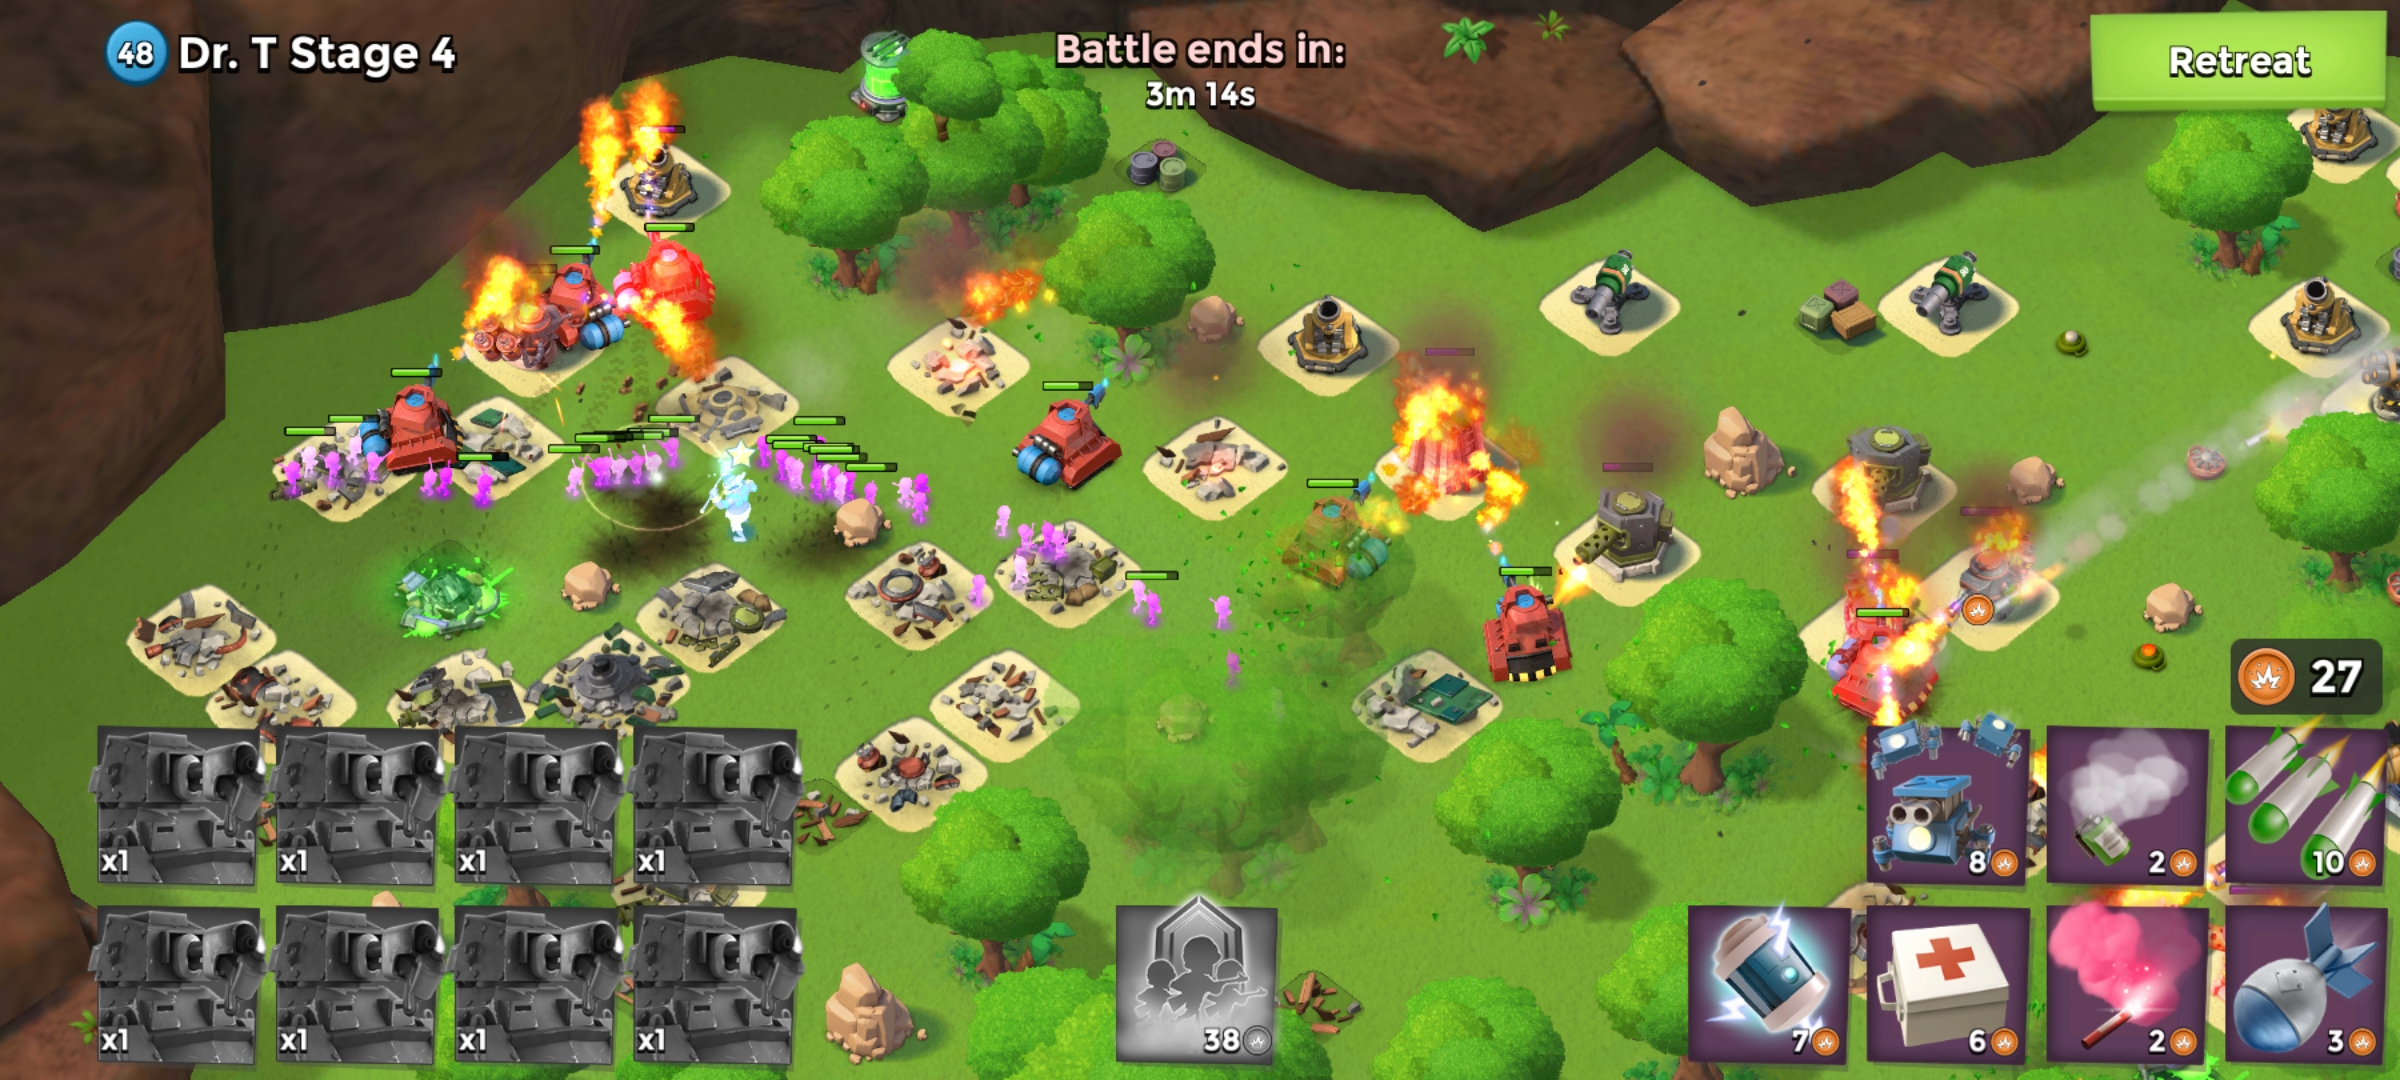 48 Dr. T Stage 4
Battle ends in:
3m 14s
Retreat
27
8
2
10
x1
x1
x1
x1
x1
x1
x1
x1
38
7
6
2
3